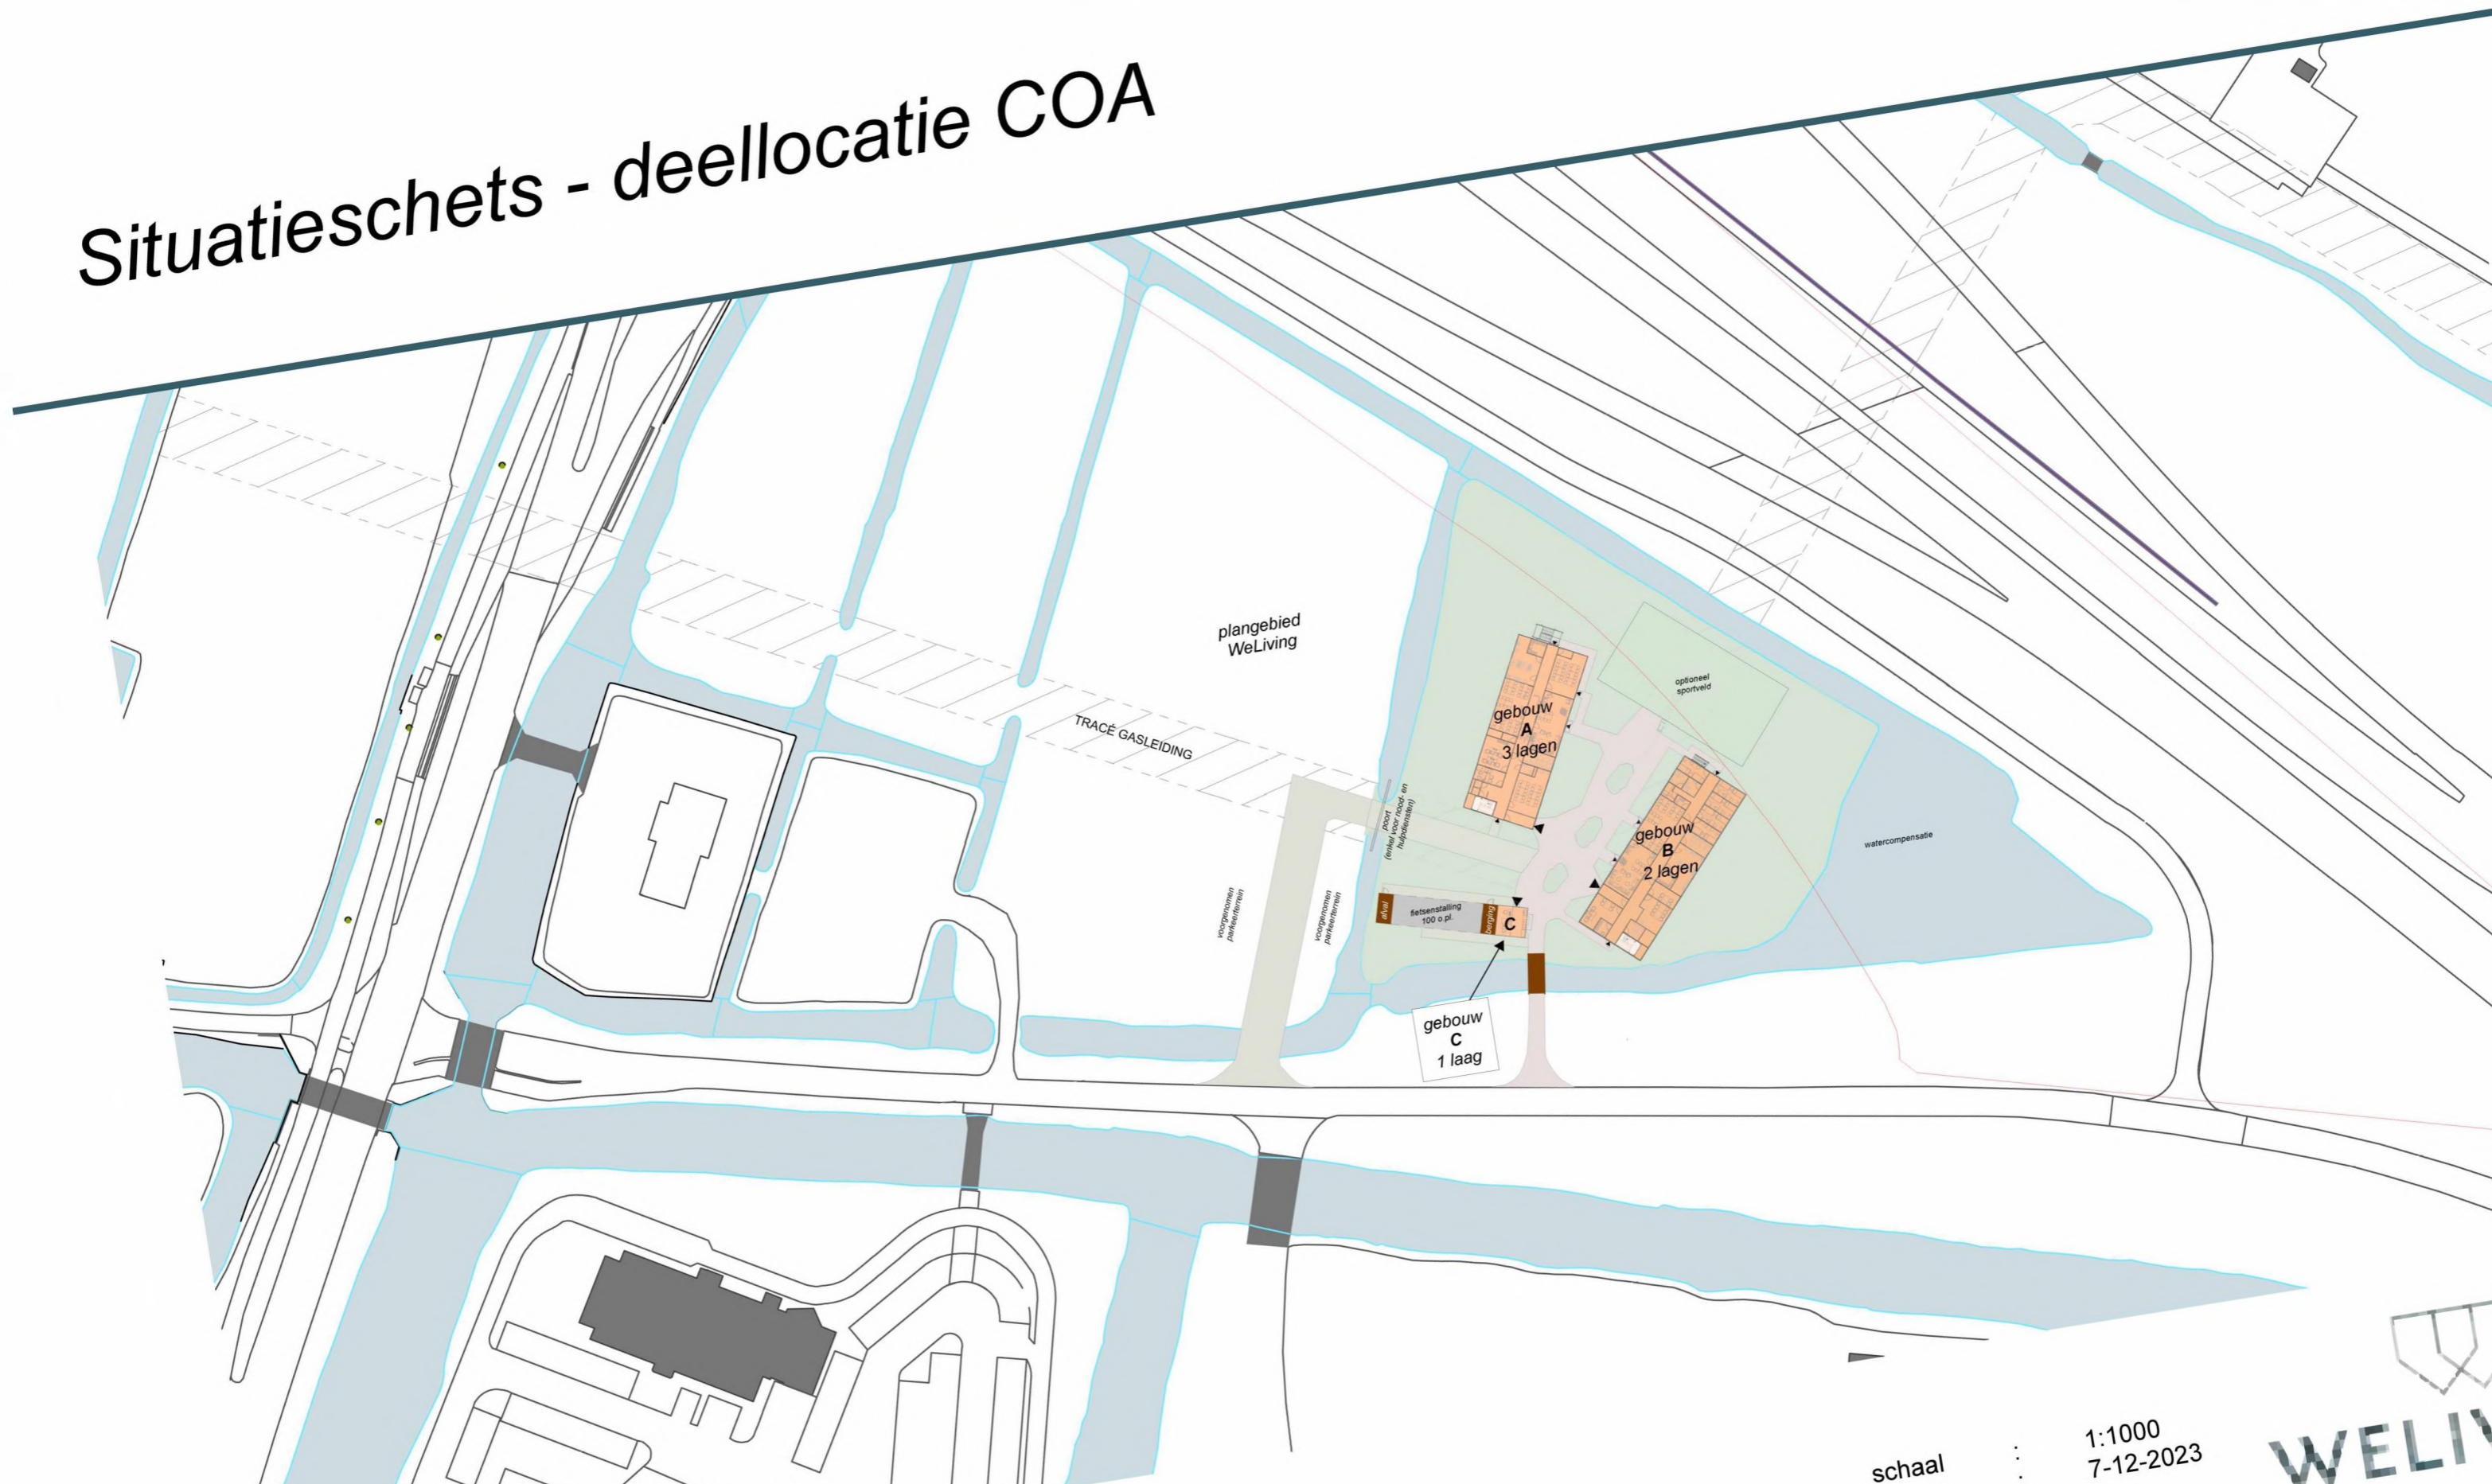 Situatieschets - deellocatie COA
plangebied
WeLiving
TRACÉ GASLEIDING
optioneel
sportveld
gebouw
A
3 lagen
gebouw
B
2 lagen
watercompensatie
poort
(enkel voor nood- en
hulpdiensten)
voorgenomen
parkeerterrein
voorgenomen
parkeerterrein
afval
fietsenstalling
100 o.pl.
berging
C
gebouw
C
1 laag
schaal : 1:1000
: 7-12-2023
WELIV